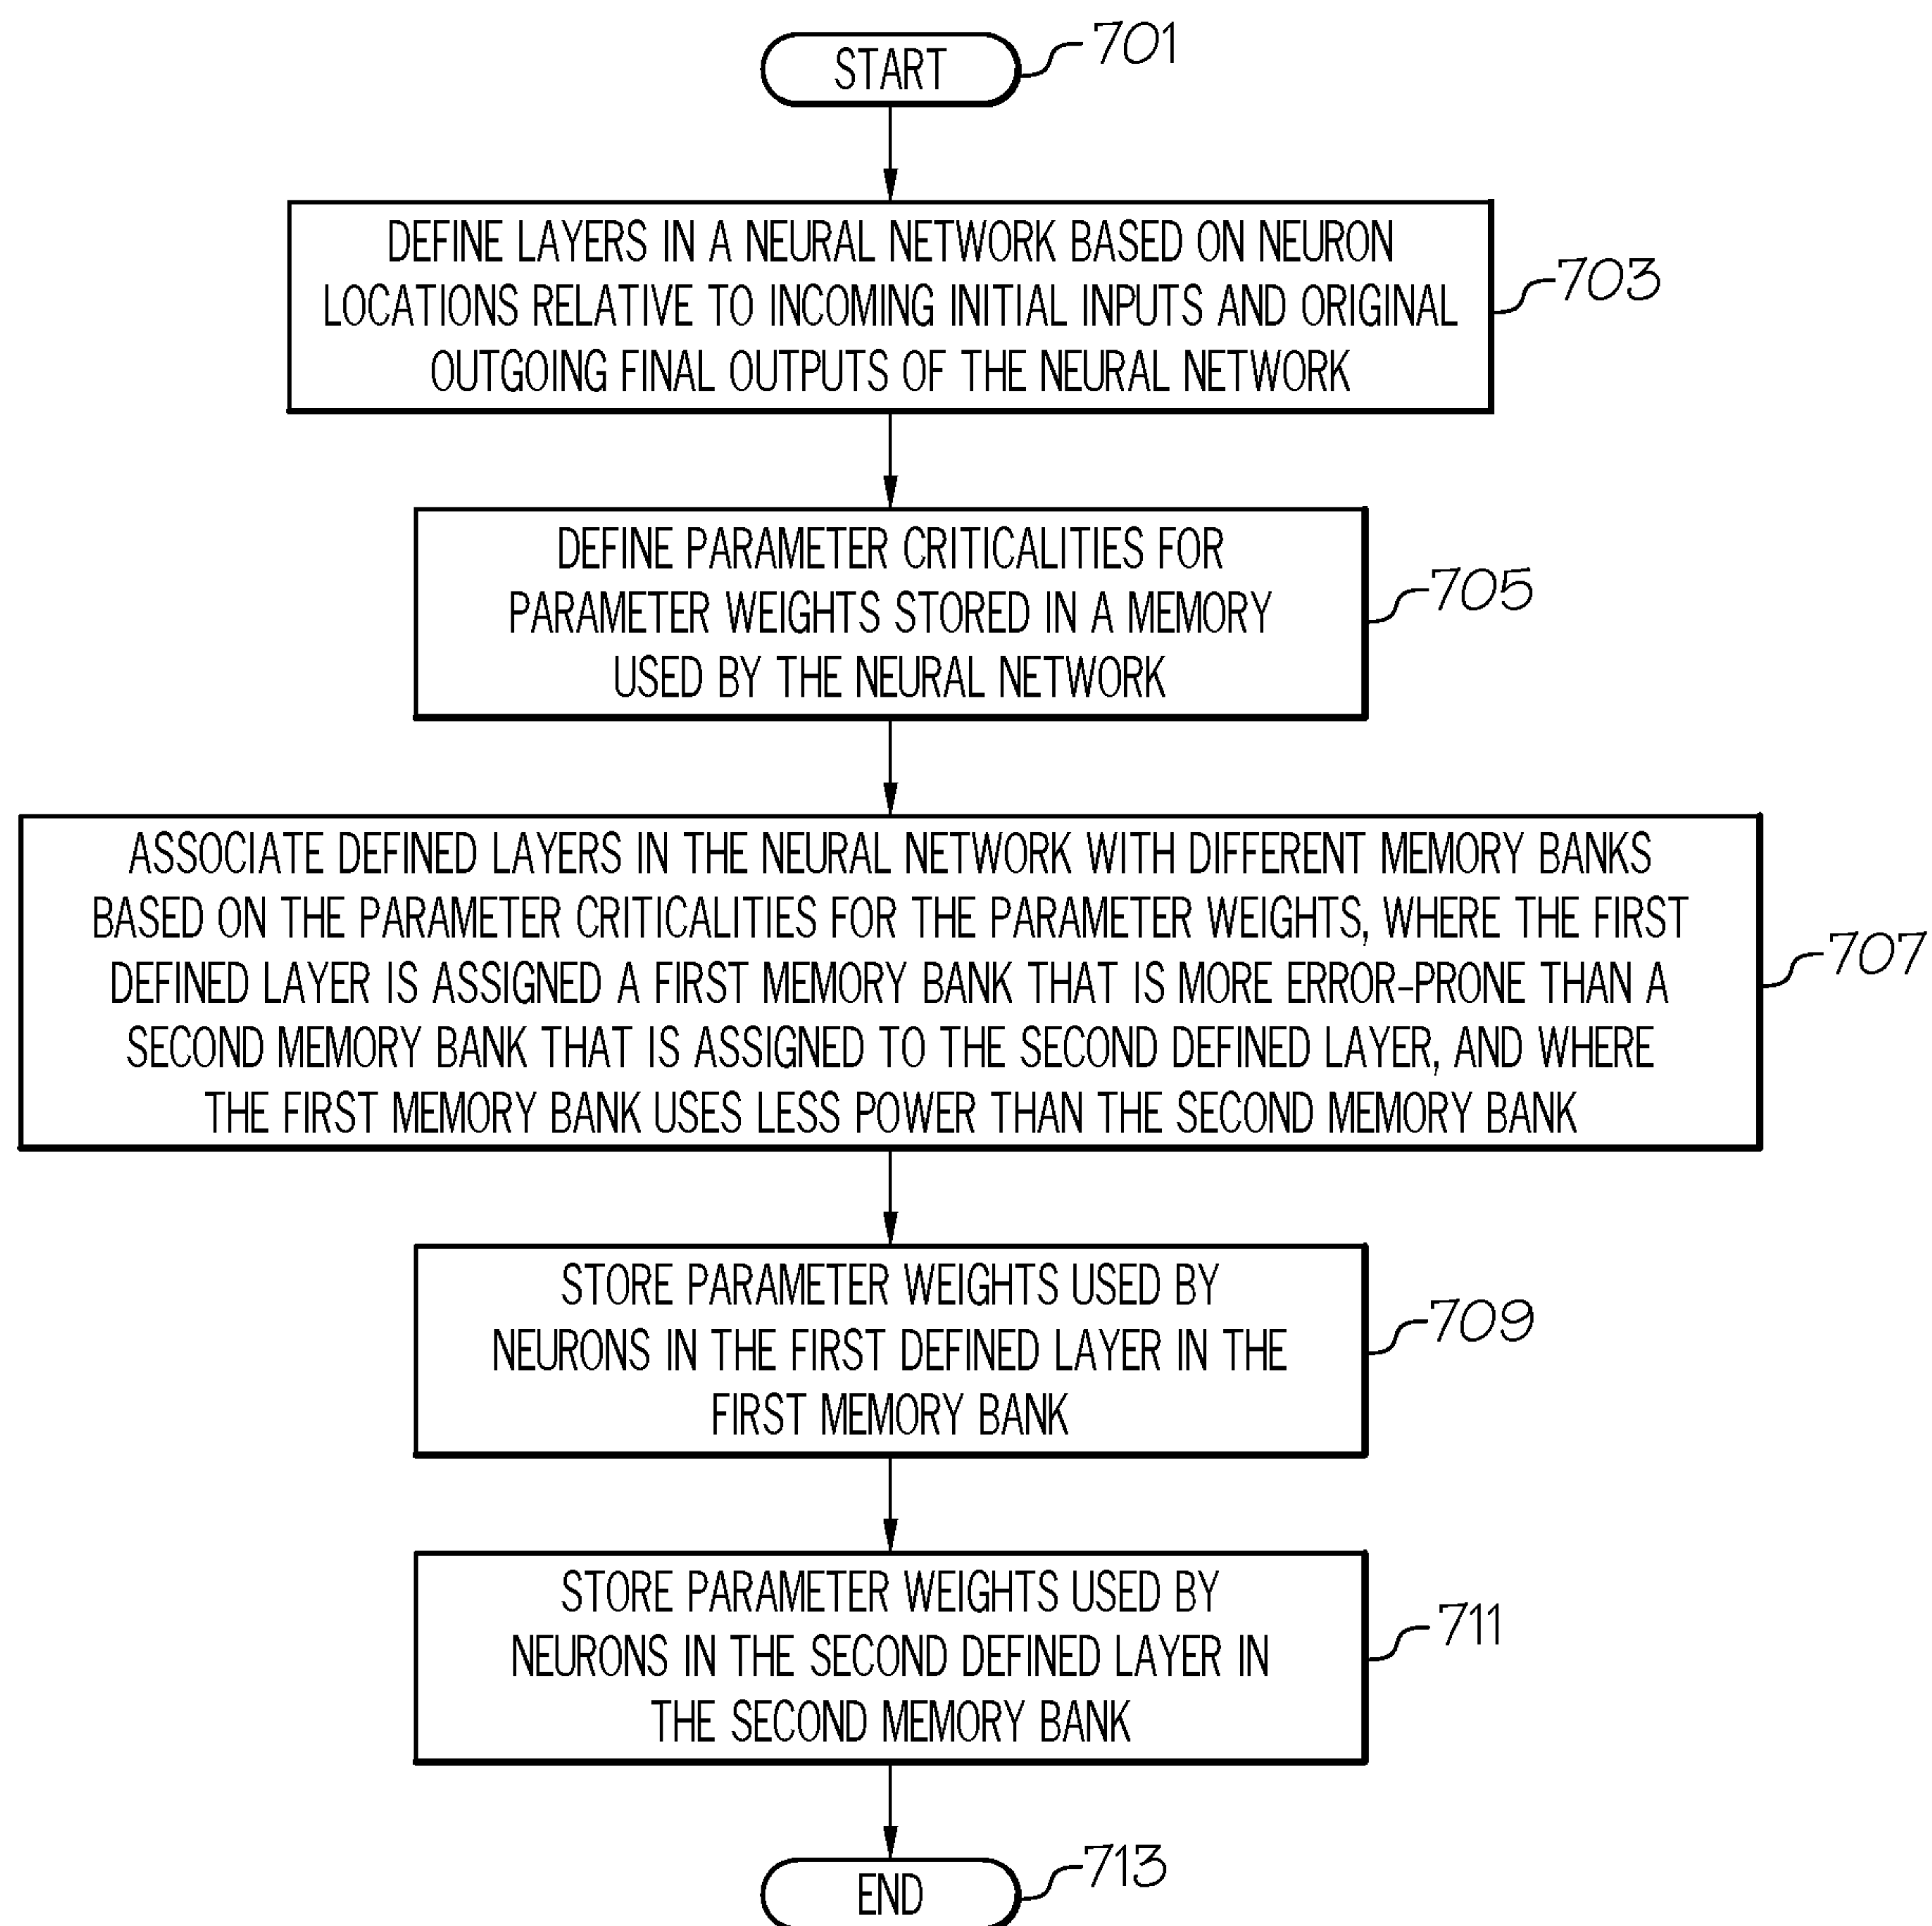 START
701
DEFINE LAYERS IN A NEURAL NETWORK BASED ON NEURON
LOCATIONS RELATIVE TO INCOMING INITIAL INPUTS AND ORIGINAL
OUTGOING FINAL OUTPUTS OF THE NEURAL NETWORK
703
DEFINE PARAMETER CRITICALITIES FOR
PARAMETER WEIGHTS STORED IN A MEMORY
USED BY THE NEURAL NETWORK
705
ASSOCIATE DEFINED LAYERS IN THE NEURAL NETWORK WITH DIFFERENT MEMORY BANKS
BASED ON THE PARAMETER CRITICALITIES FOR THE PARAMETER WEIGHTS, WHERE THE FIRST
DEFINED LAYER IS ASSIGNED A FIRST MEMORY BANK THAT IS MORE ERROR-PRONE THAN A
SECOND MEMORY BANK THAT IS ASSIGNED TO THE SECOND DEFINED LAYER, AND WHERE
THE FIRST MEMORY BANK USES LESS POWER THAN THE SECOND MEMORY BANK
707
STORE PARAMETER WEIGHTS USED BY
NEURONS IN THE FIRST DEFINED LAYER IN THE
FIRST MEMORY BANK
709
STORE PARAMETER WEIGHTS USED BY
NEURONS IN THE SECOND DEFINED LAYER IN
THE SECOND MEMORY BANK
711
END
713